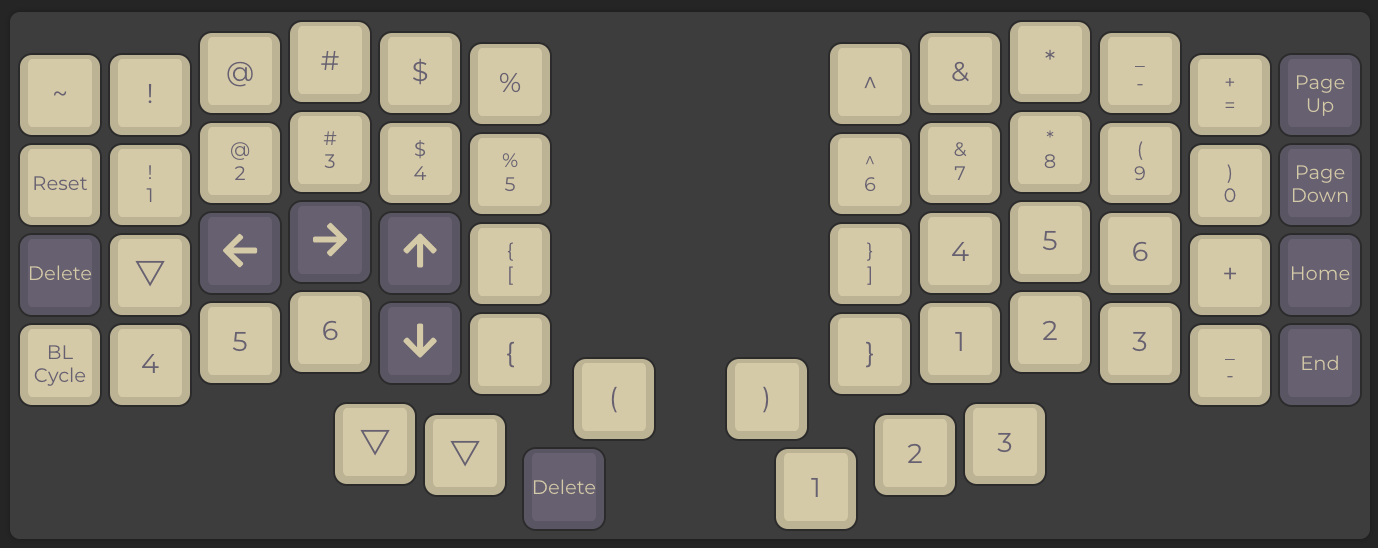 ~ ! @ # $ % ^ & * _ + Page
- = Up
Reset ! @ # $ % ^ & * ( ) Page
1 2 3 4 5 6 7 8 9 0 Down
Delete ▽ ← → ↑ { } 4 5 6 + Home
[ ]
BL 4 5 6 ↓ { } 1 2 3 _ End
Cycle -
( )
▽ ▽ 2 3
Delete 1